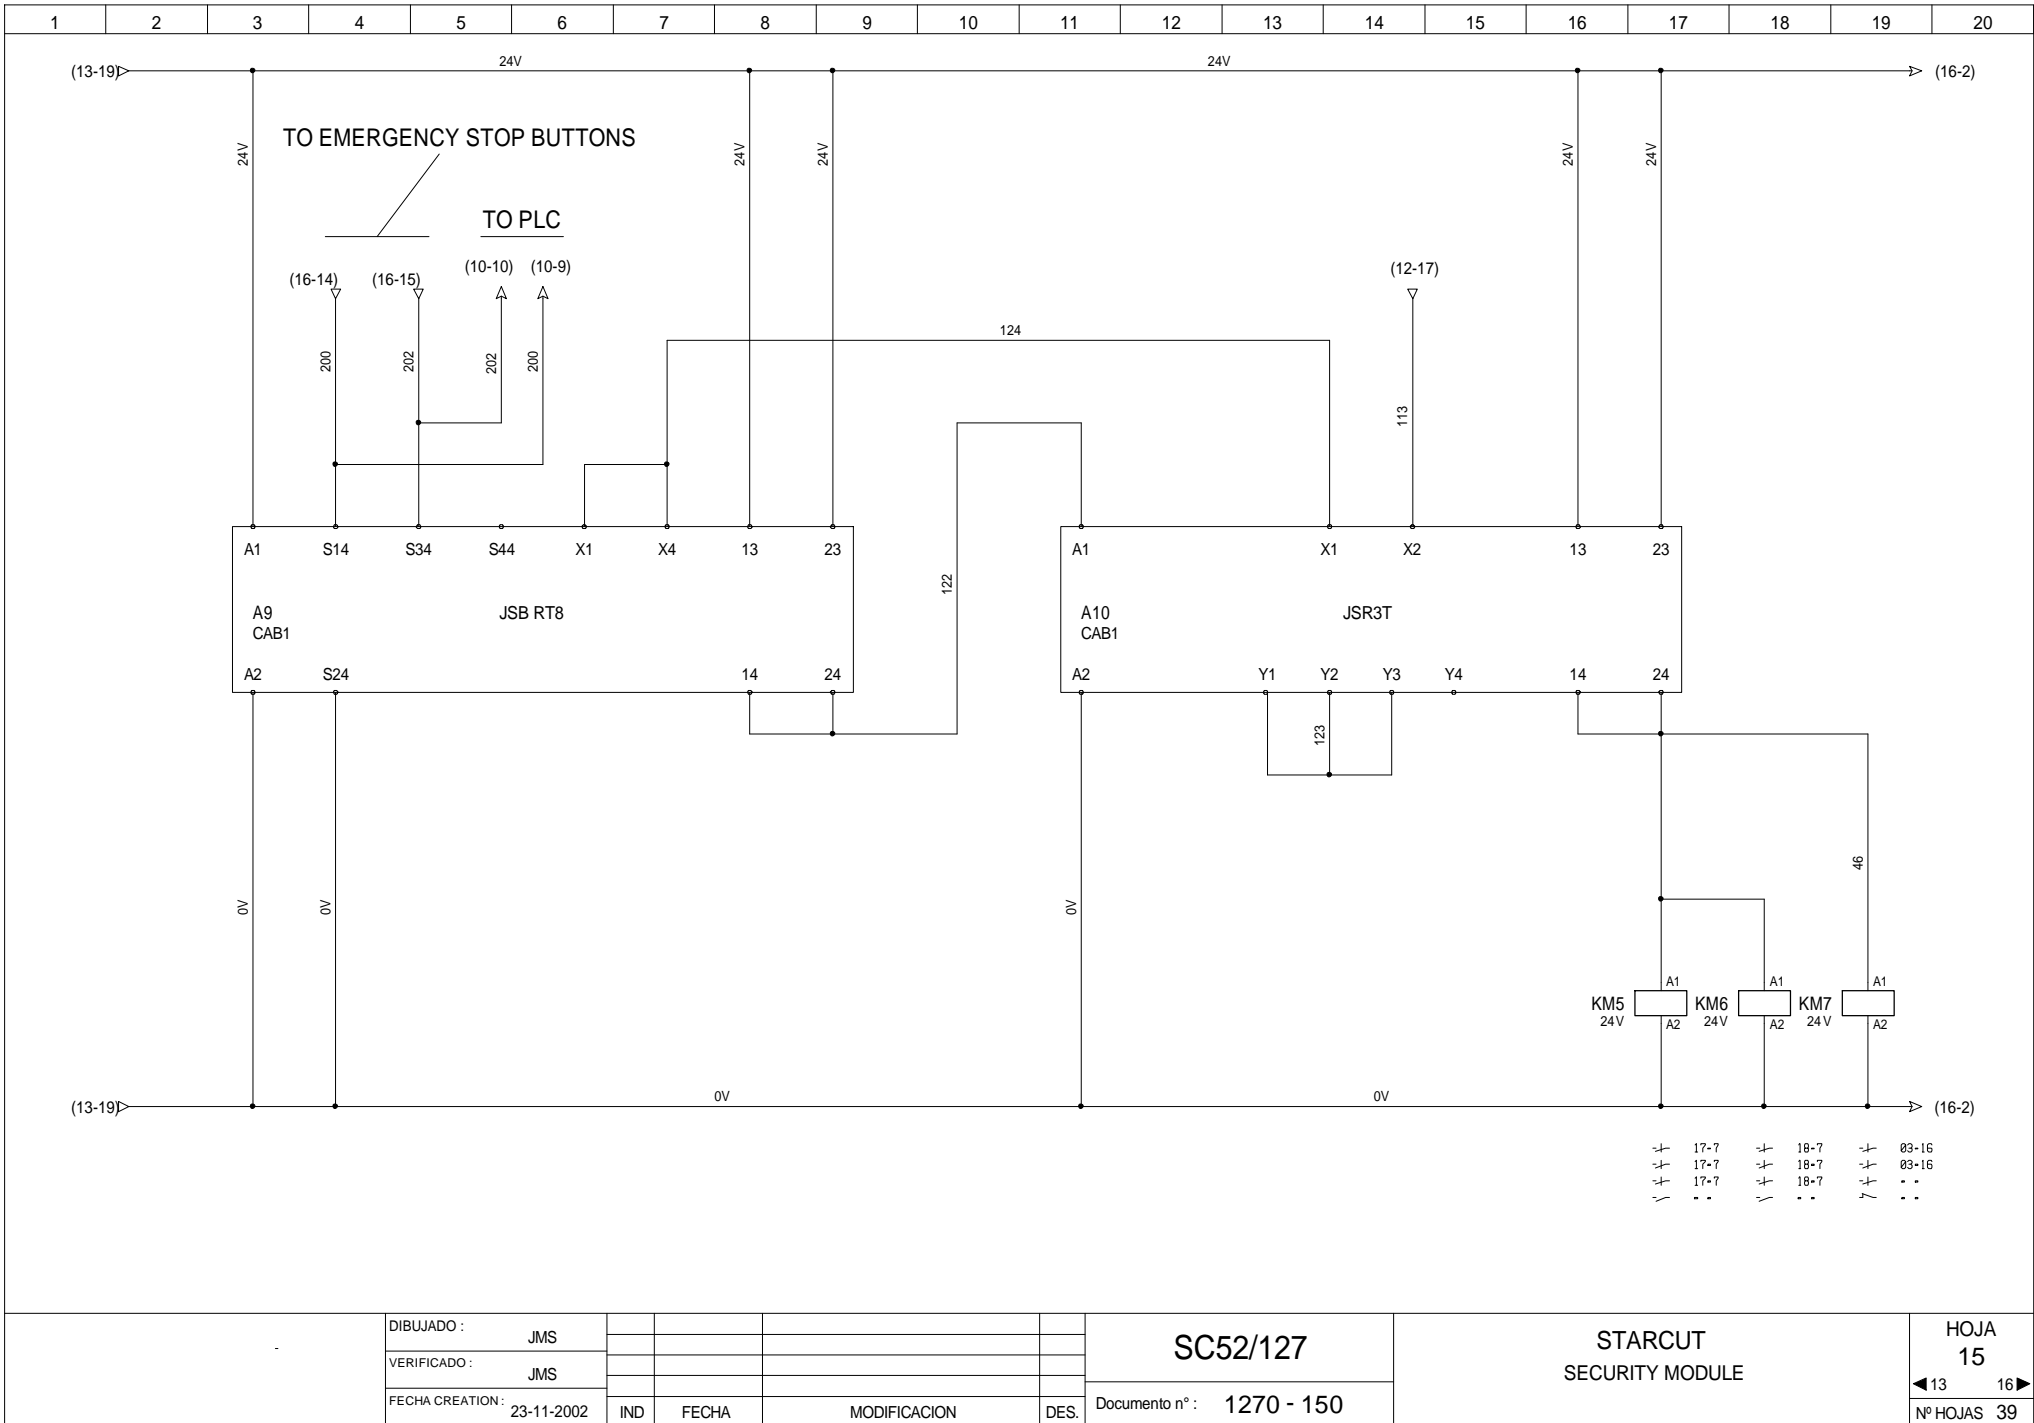 1 2 3 4 5 6 7 8 9 10 11 12 13 14 15 16 17 18 19 20
(13-19) 24V 24V (16-2)
TO EMERGENCY STOP BUTTONS
24V 24V 24V 24V 24V
TO PLC
(16-14) (16-15) (10-10) (10-9) (12-17)
124
200 202 202 200 113
A1 S14 S34 S44 X1 X4 13 23
A9 JSB RT8
CAB1
A2 S24 14 24
122
A1 X1 X2 13 23
A10 JSR3T
CAB1
A2 Y1 Y2 Y3 Y4 14 24
123
46
0V 0V 0V
A1 A1 A1
KM5 KM6 KM7
24V 24V 24V
A2 A2 A2
(13-19) 0V 0V (16-2)
17-7 18-7 03-16
17-7 18-7 03-16
17-7 18-7 - -
- - - - - -
-
DIBUJADO : JMS
VERIFICADO : JMS
FECHA CREATION : 23-11-2002
IND FECHA MODIFICACION DES.
SC52/127
Documento n° : 1270 - 150
STARCUT
SECURITY MODULE
HOJA
15
13 16
Nº HOJAS 39